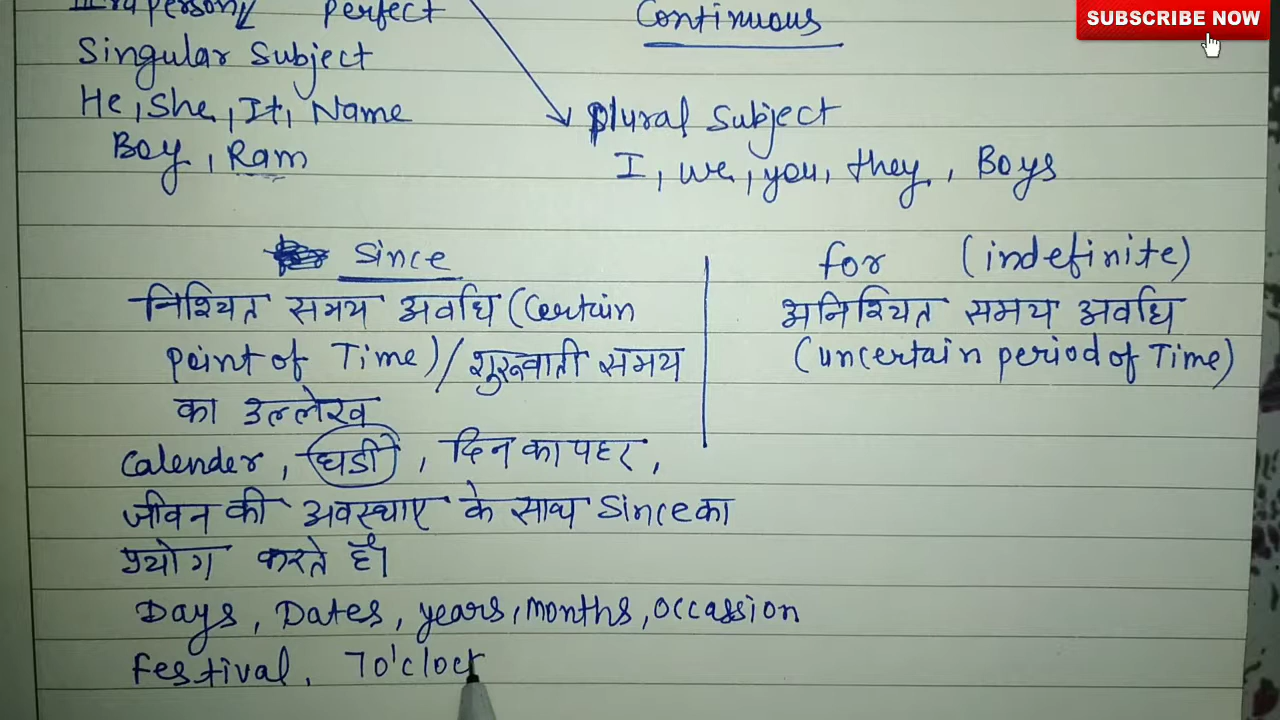 perfect
Continuous
SUBSCRIBE NOW
Singular Subject
He, She, It, Name
Boy, Ram
plural Subject
I, we, you, they, Boys
Since
निश्चित समय अवधि (Certain
Point of Time) / शुरूवाती समय
का उल्लेख
for (indefinite)
अनिश्चित समय अवधि
(uncertain period of Time)
Calender, घडी, दिन का पहर,
जीवन की अवस्थाए के साथ Since का
प्रयोग करते है।
Days, Dates, years, months, occassion
Festival, 7o'cloc